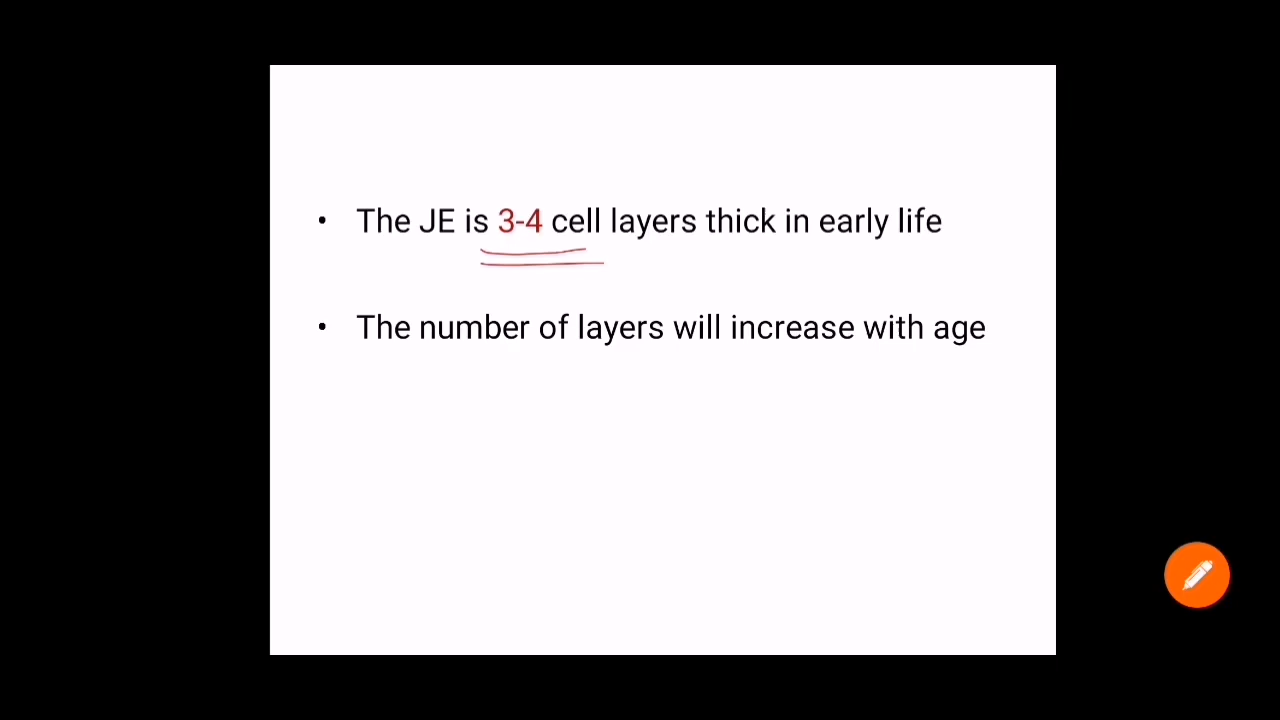 • The JE is 3-4 cell layers thick in early life
• The number of layers will increase with age